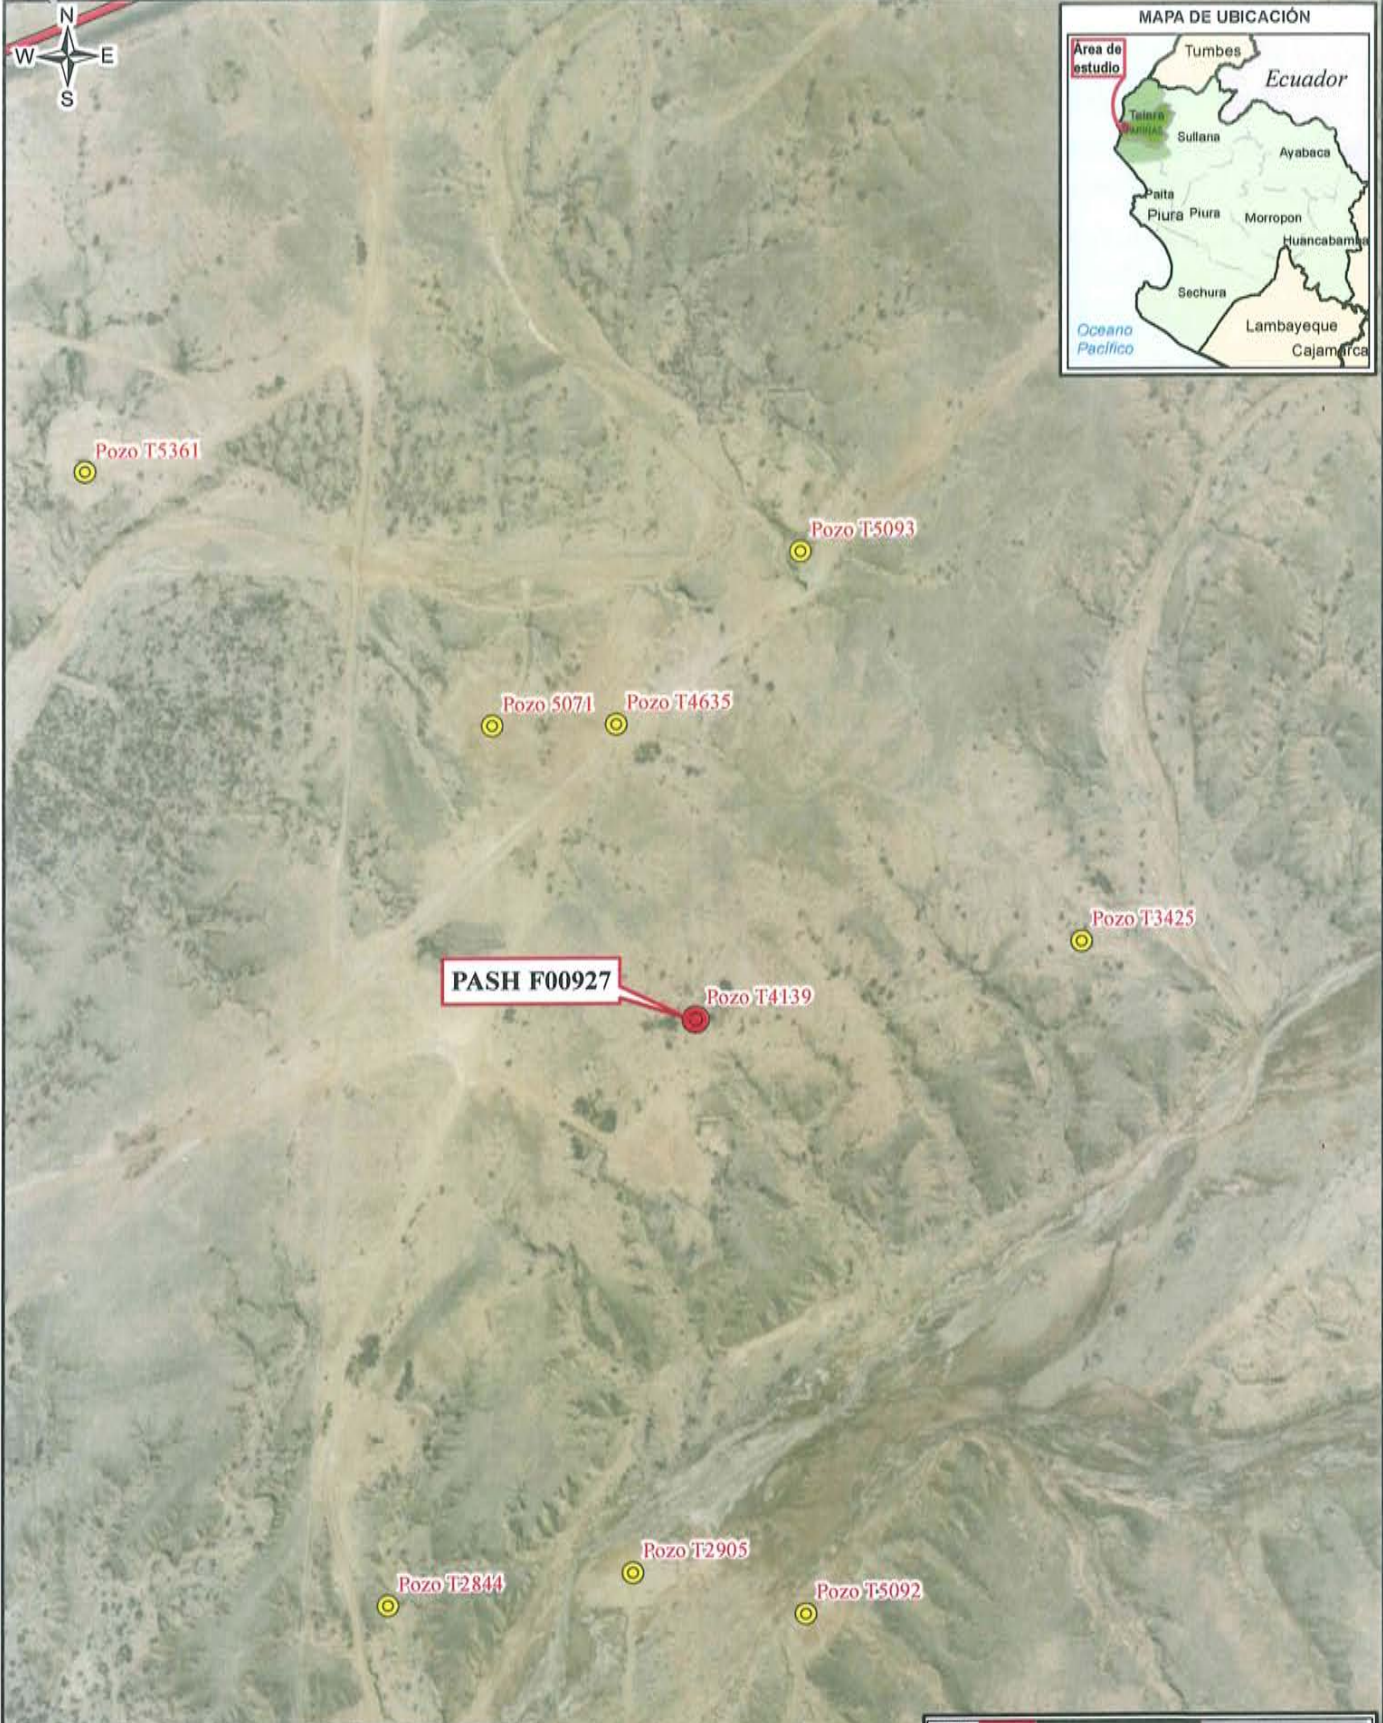 N
W E
S
MAPA DE UBICACIÓN
Área de
estudio
Tumbes
Ecuador
Talara
Sullana
Ayabaca
Paita
Piura Piura
Morropon
Huancabamba
Sechura
Lambayeque
Oceano
Pacífico
Cajamarca
Pozo T5361
Pozo T5093
Pozo 5071
Pozo T4635
Pozo T3425
PASH F00927
Pozo T4139
Pozo T2905
Pozo T2844
Pozo T5092